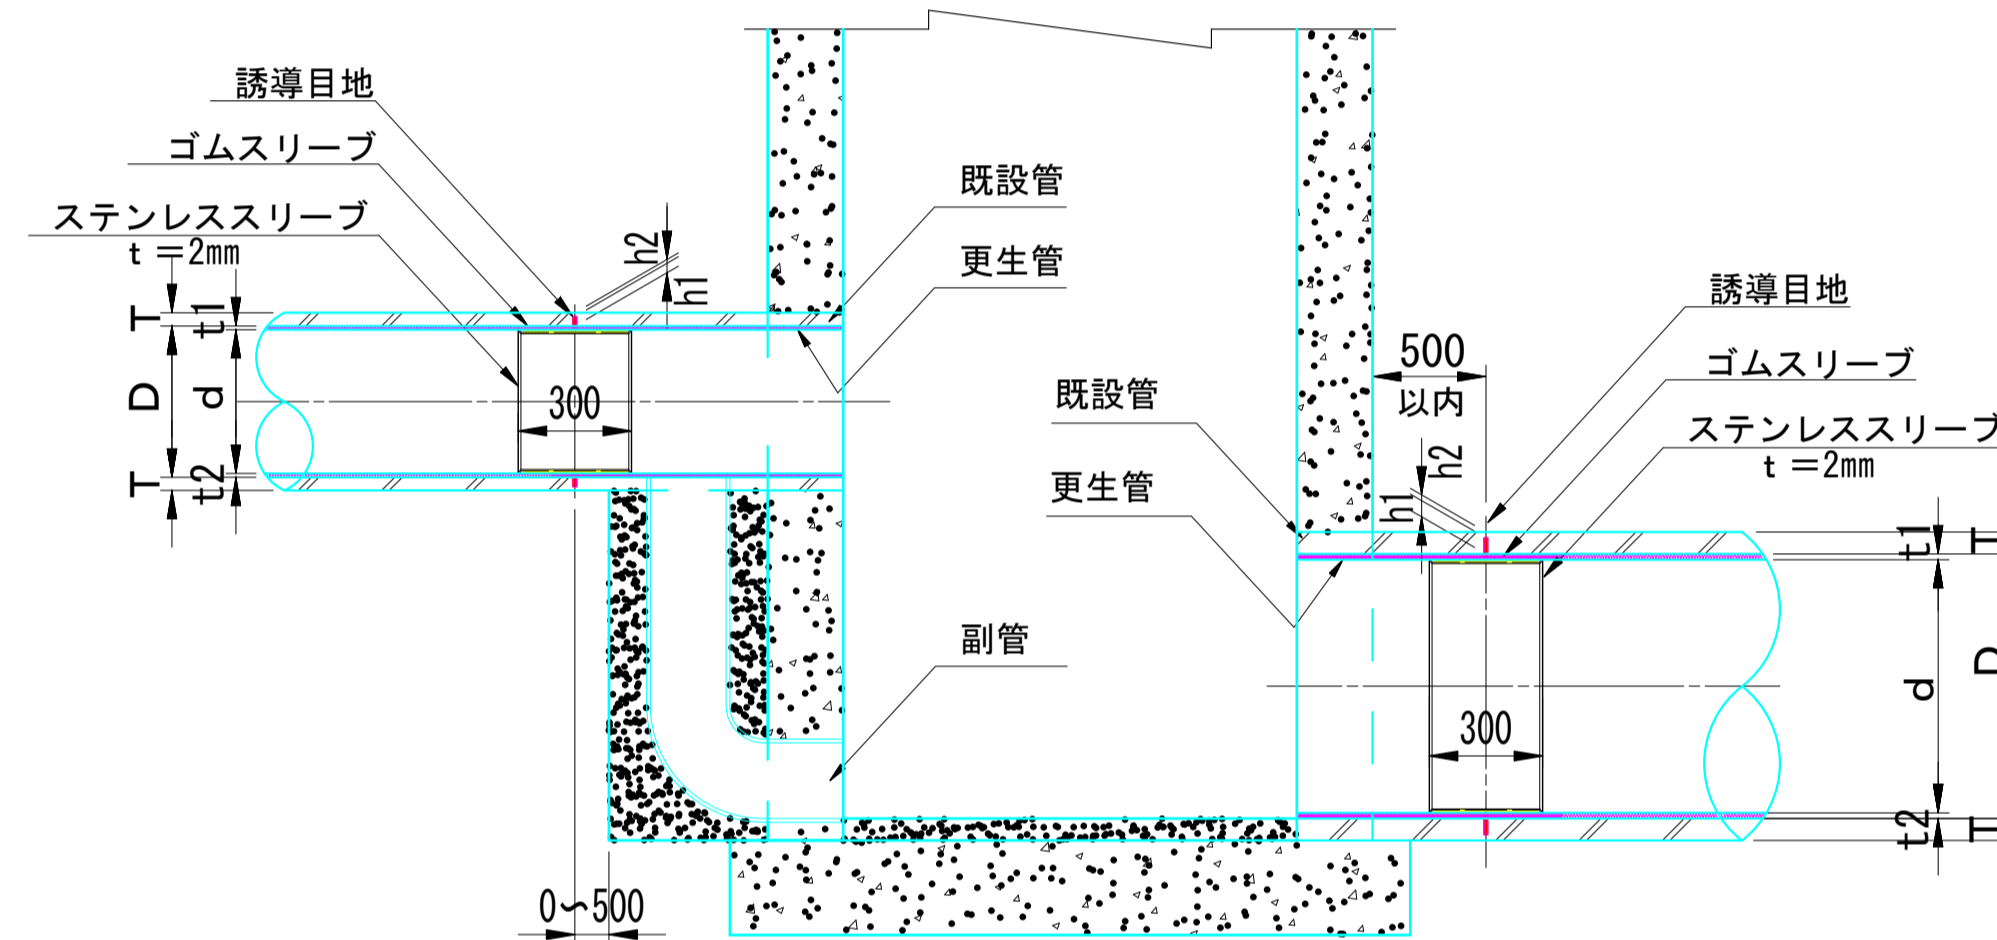 誘導目地
ゴムスリーブ
ステンレススリーブ
t =2mm
h2
h1
既設管
更生管
T
t1
D
d
300
T
t2
副管
0~500
誘導目地
500
以内
ゴムスリーブ
既設管
ステンレススリーブ
t =2mm
h2
h1
更生管
t1
T
d
D
300
t2
T